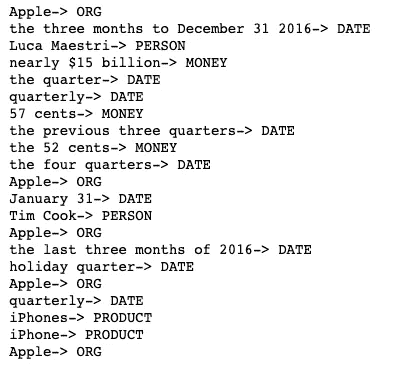 Apple-> ORG
the three months to December 31 2016-> DATE
Luca Maestri-> PERSON
nearly $15 billion-> MONEY
the quarter-> DATE
quarterly-> DATE
57 cents-> MONEY
the previous three quarters-> DATE
the 52 cents-> MONEY
the four quarters-> DATE
Apple-> ORG
January 31-> DATE
Tim Cook-> PERSON
Apple-> ORG
the last three months of 2016-> DATE
holiday quarter-> DATE
Apple-> ORG
quarterly-> DATE
iPhones-> PRODUCT
iPhone-> PRODUCT
Apple-> ORG